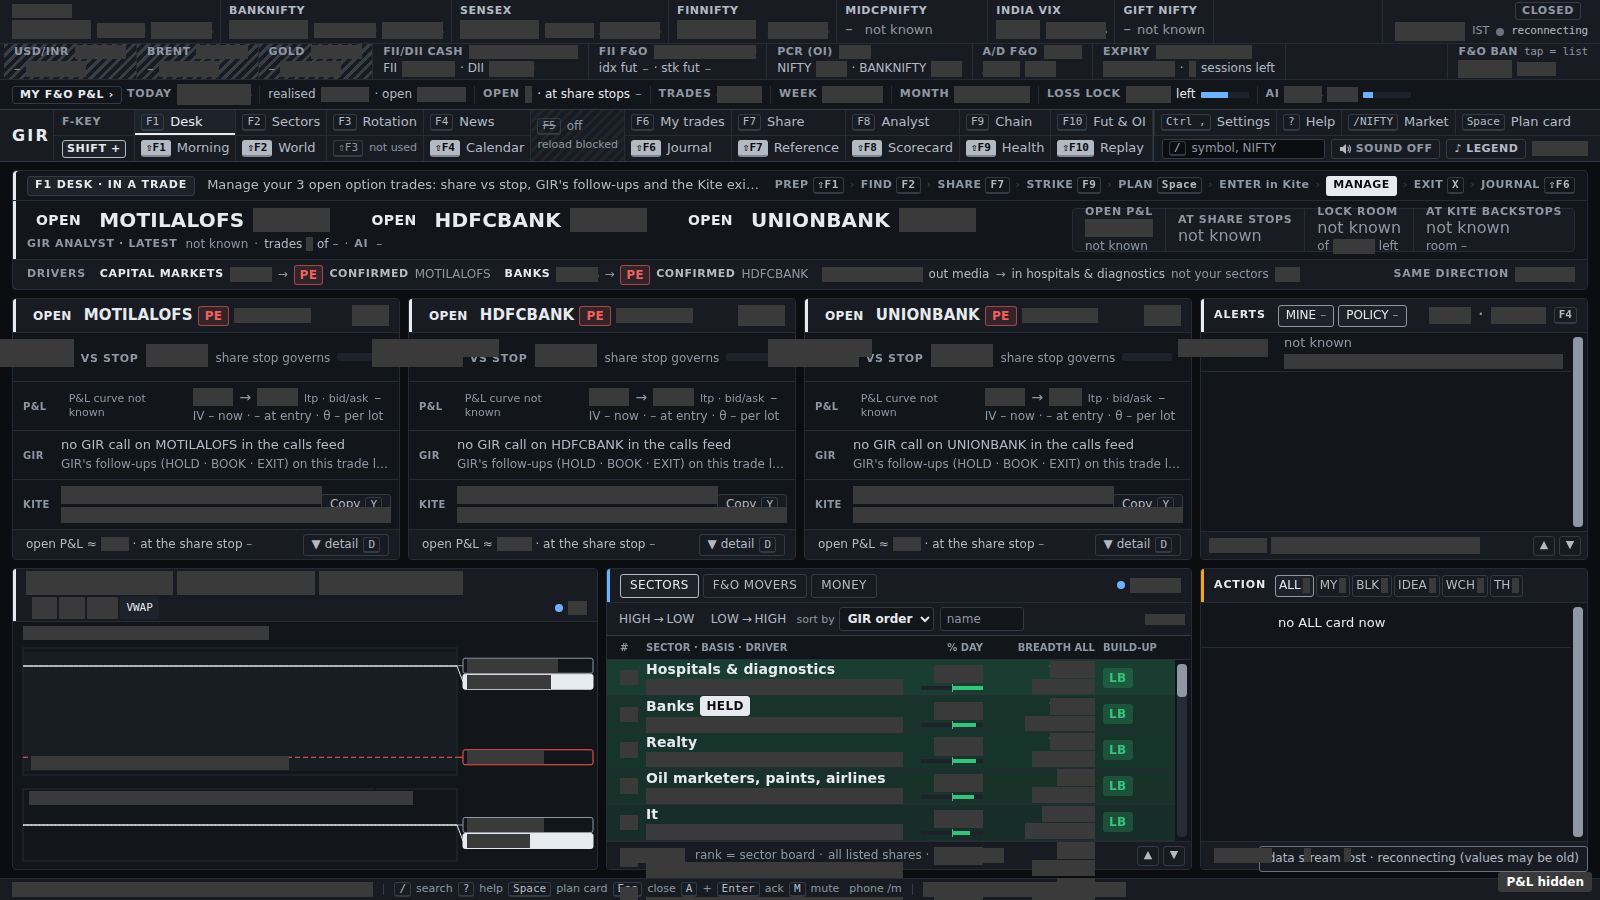 BANKNIFTY SENSEX FINNIFTY MIDCPNIFTY INDIA VIX GIFT NIFTY CLOSED
– not known – not known IST reconnecting
USD/INR BRENT GOLD FII/DII CASH FII F&O PCR (OI) A/D F&O EXPIRY F&O BAN tap = list
– – – FII · DII idx fut – · stk fut – NIFTY · BANKNIFTY · sessions left
MY F&O P&L › TODAY realised · open OPEN · at share stops – TRADES WEEK MONTH LOSS LOCK left AI
GIR F-KEY F1 Desk F2 Sectors F3 Rotation F4 News F5 off F6 My trades F7 Share F8 Analyst F9 Chain F10 Fut & OI Ctrl , Settings ? Help /NIFTY Market Space Plan card
SHIFT + ⇧F1 Morning ⇧F2 World ⇧F3 not used ⇧F4 Calendar reload blocked ⇧F6 Journal ⇧F7 Reference ⇧F8 Scorecard ⇧F9 Health ⇧F10 Replay / symbol, NIFTY SOUND OFF ♪ LEGEND
F1 DESK · IN A TRADE Manage your 3 open option trades: share vs stop, GIR's follow-ups and the Kite exi… PREP ⇧F1 › FIND F2 › SHARE F7 › STRIKE F9 › PLAN Space › ENTER in Kite › MANAGE › EXIT X › JOURNAL ⇧F6
OPEN MOTILALOFS OPEN HDFCBANK OPEN UNIONBANK
OPEN P&L AT SHARE STOPS LOCK ROOM AT KITE BACKSTOPS
not known not known not known
not known of left room –
GIR ANALYST · LATEST not known · trades of – · AI –
DRIVERS CAPITAL MARKETS → PE CONFIRMED MOTILALOFS BANKS → PE CONFIRMED HDFCBANK out media → in hospitals & diagnostics not your sectors SAME DIRECTION
OPEN MOTILALOFS PE OPEN HDFCBANK PE OPEN UNIONBANK PE ALERTS MINE – POLICY – · F4
VS STOP share stop governs VS STOP share stop governs VS STOP share stop governs not known
P&L P&L curve not known → ltp · bid/ask – P&L P&L curve not known → ltp · bid/ask – P&L P&L curve not known → ltp · bid/ask –
IV – now · – at entry · θ – per lot IV – now · – at entry · θ – per lot IV – now · – at entry · θ – per lot
GIR no GIR call on MOTILALOFS in the calls feed GIR no GIR call on HDFCBANK in the calls feed GIR no GIR call on UNIONBANK in the calls feed
GIR's follow-ups (HOLD · BOOK · EXIT) on this trade l… GIR's follow-ups (HOLD · BOOK · EXIT) on this trade l… GIR's follow-ups (HOLD · BOOK · EXIT) on this trade l…
KITE Copy Y KITE Copy Y KITE Copy Y
open P&L ≈ · at the share stop – ▼ detail D open P&L ≈ · at the share stop – ▼ detail D open P&L ≈ · at the share stop – ▼ detail D ▲ ▼
VWAP
SECTORS F&O MOVERS MONEY
HIGH→LOW LOW→HIGH sort by GIR order name
# SECTOR · BASIS · DRIVER % DAY BREADTH ALL BUILD-UP
Hospitals & diagnostics LB
Banks HELD LB
Realty LB
Oil marketers, paints, airlines LB
It LB
rank = sector board · all listed shares · ▲ ▼
ACTION ALL MY BLK IDEA WCH TH
no ALL card now
data stream lost · reconnecting (values may be old)
P&L hidden
/ search ? help Space plan card Esc close A + Enter ack M mute phone /m